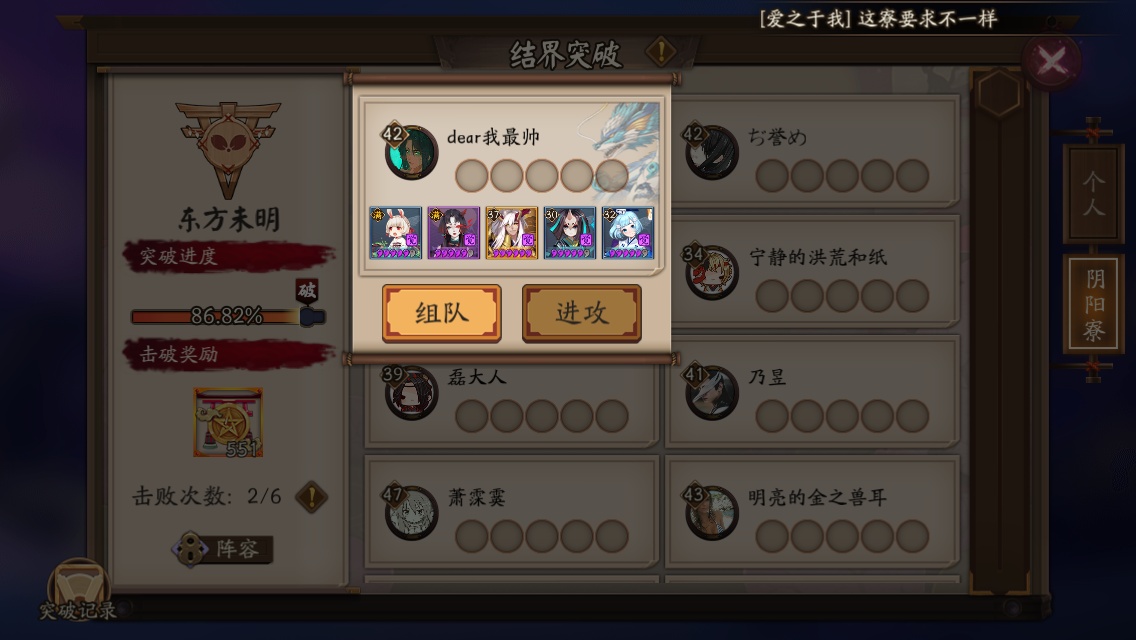 [爱之于我] 这寮要求不一样
结界突破
东方未明
突破进度
破
86.82%
击破奖励
551
击败次数: 2/6
阵容
突破记录
42
dear我最帅
满
满
37
30
32
组队
进攻
42
ぢ誉め
34
宁静的洪荒和纸
39
磊大人
41
乃昱
47
萧霂霙
43
明亮的金之兽耳
个人
阴阳寮